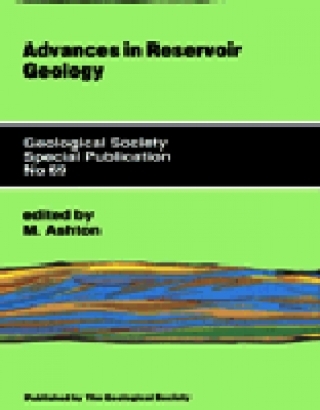 Advances in Reservoir
Geology
Geological Society
Special Publication
No 69
edited by
M. Ashton
Published by The Geological Society